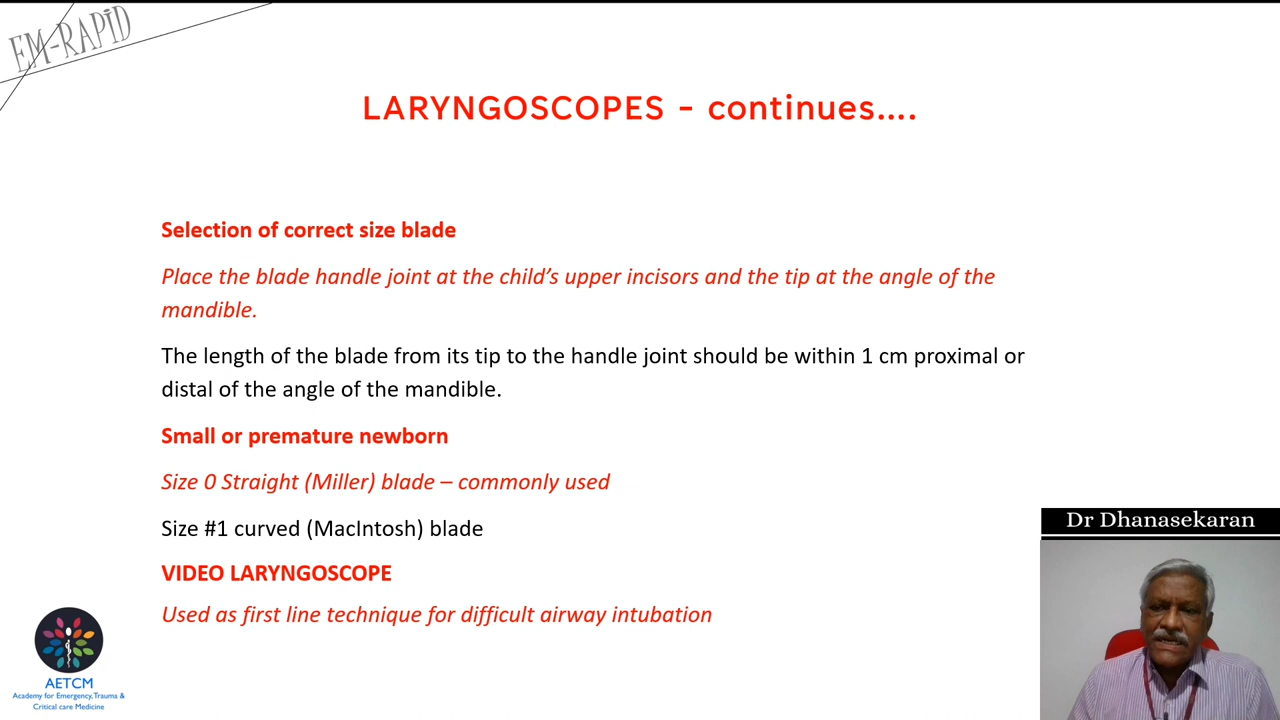 EM-RAPID
LARYNGOSCOPES - continues....
Selection of correct size blade
Place the blade handle joint at the child’s upper incisors and the tip at the angle of the
mandible.
The length of the blade from its tip to the handle joint should be within 1 cm proximal or
distal of the angle of the mandible.
Small or premature newborn
Size 0 Straight (Miller) blade – commonly used
Size #1 curved (MacIntosh) blade
VIDEO LARYNGOSCOPE
Used as first line technique for difficult airway intubation
Dr Dhanasekaran
AETCM
Academy for Emergency,Trauma &
Critical care Medicine